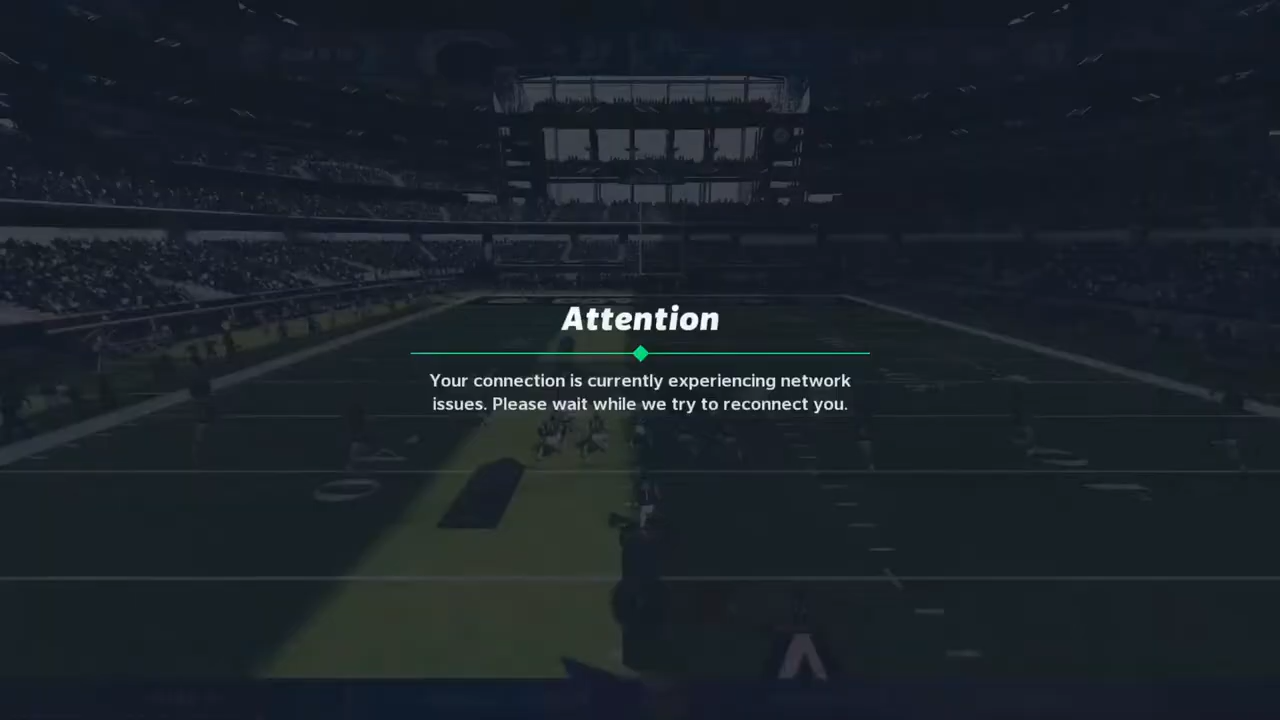 Attention
Your connection is currently experiencing network
issues. Please wait while we try to reconnect you.